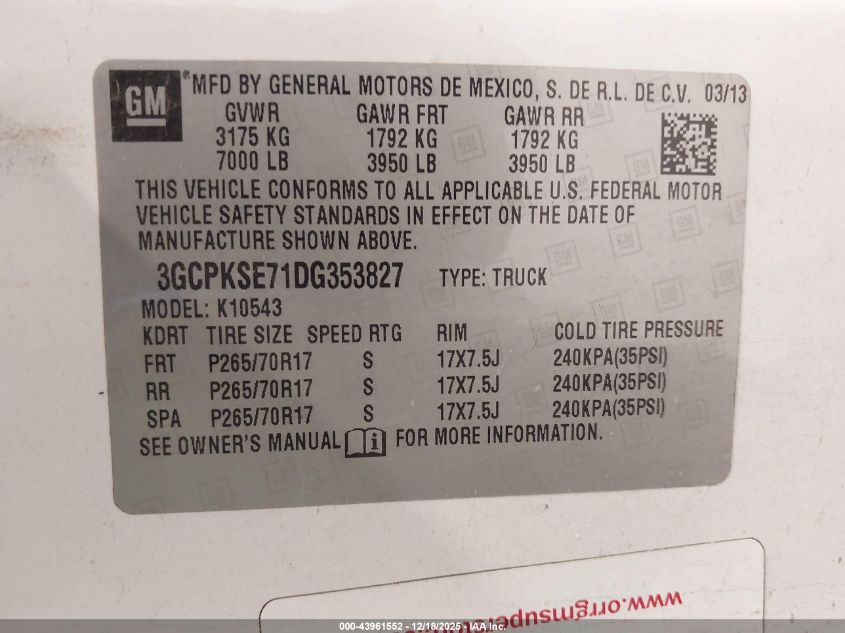 GM ® MFD BY GENERAL MOTORS DE MEXICO, S. DE R.L. DE C.V. 03/13
GVWR GAWR FRT GAWR RR
3175 KG 1792 KG 1792 KG
7000 LB 3950 LB 3950 LB
THIS VEHICLE CONFORMS TO ALL APPLICABLE U.S. FEDERAL MOTOR
VEHICLE SAFETY STANDARDS IN EFFECT ON THE DATE OF
MANUFACTURE SHOWN ABOVE.
3GCPKSE71DG353827 TYPE: TRUCK
MODEL: K10543
KDRT TIRE SIZE SPEED RTG RIM COLD TIRE PRESSURE
FRT P265/70R17 S 17X7.5J 240KPA(35PSI)
RR P265/70R17 S 17X7.5J 240KPA(35PSI)
SPA P265/70R17 S 17X7.5J 240KPA(35PSI)
SEE OWNER'S MANUAL i FOR MORE INFORMATION.
000-43961552 | 12/18/2025 - IAA Inc.